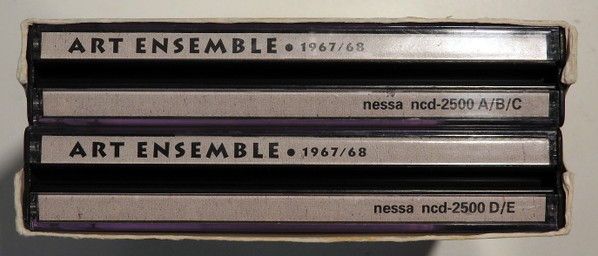 ART ENSEMBLE • 1967/68
nessa ncd-2500 A/B/C
ART ENSEMBLE • 1967/68
nessa ncd-2500 D/E